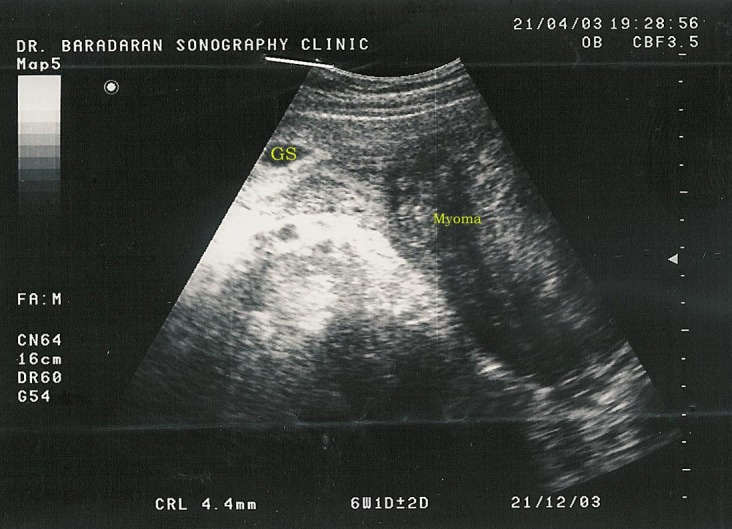 21/04/03 19:28:56
DR. BARADARAN SONOGRAPHY CLINIC
OB CBF3.5
Map5
GS
Myoma
FA:M
CN64
16cm
DR60
G54
CRL 4.4mm 6W1D±2D 21/12/03